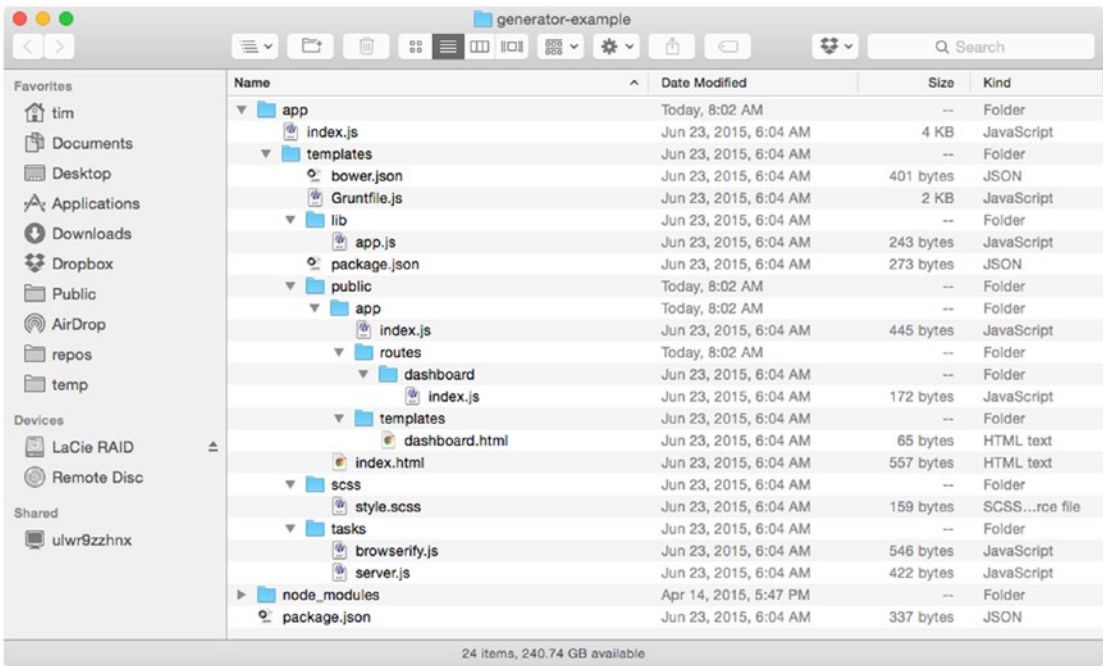 generator-example
Search
Favorites
tim
Documents
Desktop
Applications
Downloads
Dropbox
Public
AirDrop
repos
temp
Devices
LaCie RAID
Remote Disc
Shared
ulwr9zzhnx
Name Date Modified Size Kind
app Today, 8:02 AM -- Folder
index.js Jun 23, 2015, 6:04 AM 4 KB JavaScript
templates Jun 23, 2015, 6:04 AM -- Folder
bower.json Jun 23, 2015, 6:04 AM 401 bytes JSON
Gruntfile.js Jun 23, 2015, 6:04 AM 2 KB JavaScript
lib Jun 23, 2015, 6:04 AM -- Folder
app.js Jun 23, 2015, 6:04 AM 243 bytes JavaScript
package.json Jun 23, 2015, 6:04 AM 273 bytes JSON
public Today, 8:02 AM -- Folder
app Today, 8:02 AM -- Folder
index.js Jun 23, 2015, 6:04 AM 445 bytes JavaScript
routes Today, 8:02 AM -- Folder
dashboard Jun 23, 2015, 6:04 AM -- Folder
index.js Jun 23, 2015, 6:04 AM 172 bytes JavaScript
templates Jun 23, 2015, 6:04 AM -- Folder
dashboard.html Jun 23, 2015, 6:04 AM 65 bytes HTML text
index.html Jun 23, 2015, 6:04 AM 557 bytes HTML text
scss Jun 23, 2015, 6:04 AM -- Folder
style.scss Jun 23, 2015, 6:04 AM 159 bytes SCSS...rce file
tasks Jun 23, 2015, 6:04 AM -- Folder
browserify.js Jun 23, 2015, 6:04 AM 546 bytes JavaScript
server.js Jun 23, 2015, 6:04 AM 422 bytes JavaScript
node_modules Apr 14, 2015, 5:47 PM -- Folder
package.json Jun 23, 2015, 6:04 AM 337 bytes JSON
24 items, 240.74 GB available